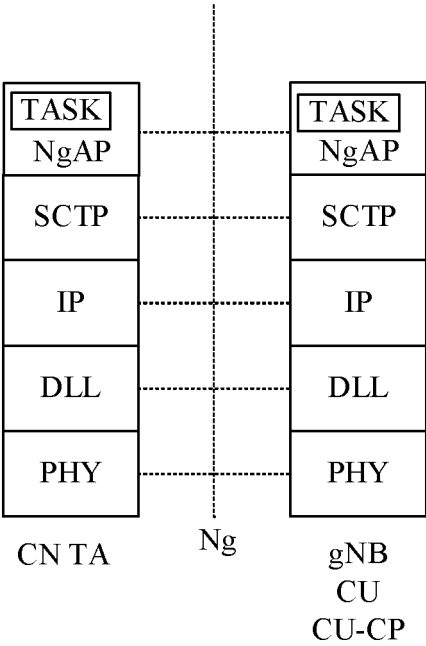 TASK
NgAP
SCTP
IP
DLL
PHY
CN TA
Ng
TASK
NgAP
SCTP
IP
DLL
PHY
gNB
CU
CU-CP